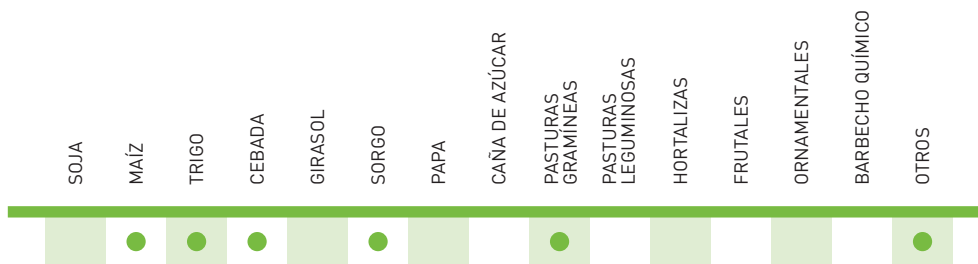 SOJA
MAÍZ
TRIGO
CEBADA
GIRASOL
SORGO
PAPA
CAÑA DE AZÚCAR
PASTURAS
GRAMÍNEAS
PASTURAS
LEGUMINOSAS
HORTALIZAS
FRUTALES
ORNAMENTALES
BARBECHO QUÍMICO
OTROS